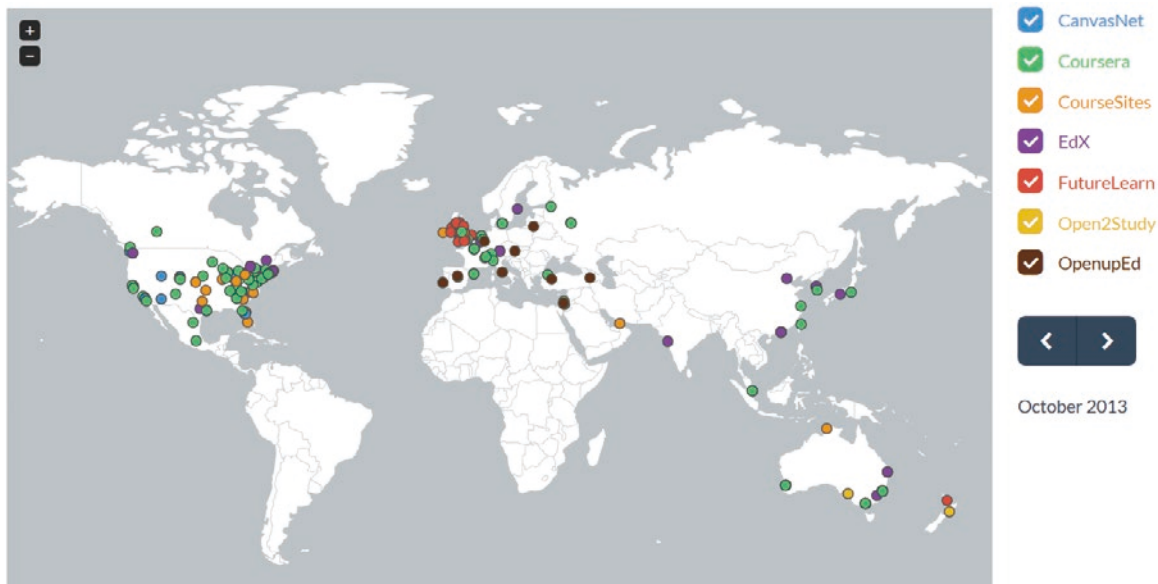 +
−
CanvasNet
Coursera
CourseSites
EdX
FutureLearn
Open2Study
OpenupEd
October 2013